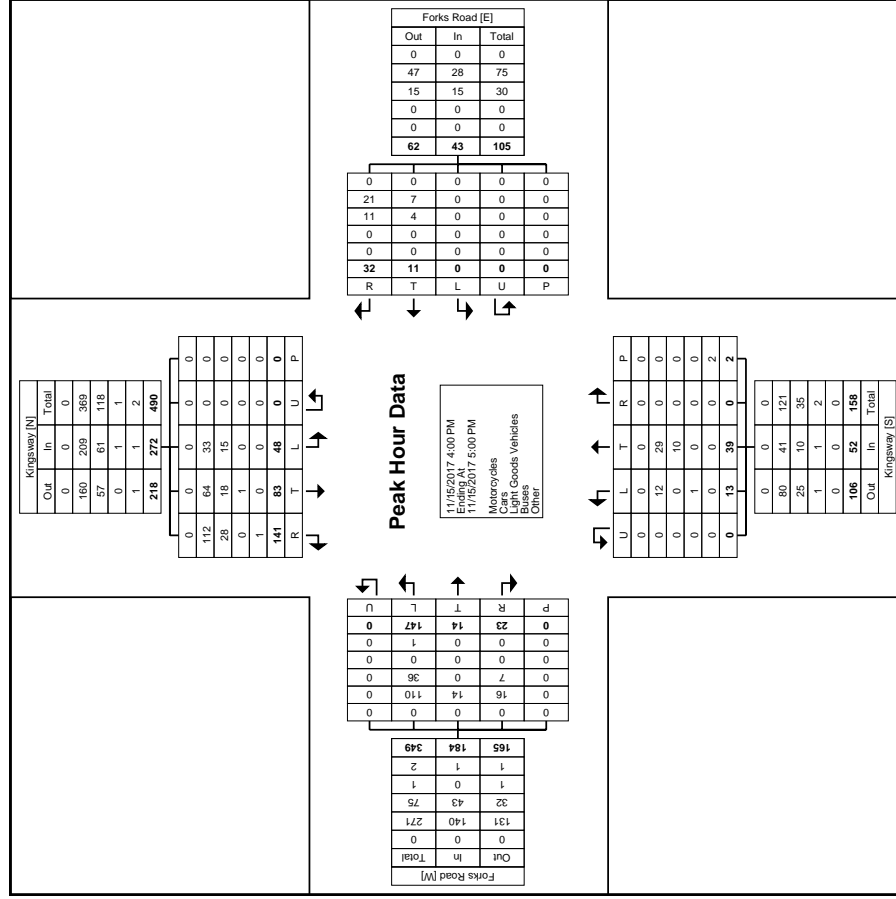 Forks Road [E]
Out In Total
0 0 0
47 28 75
15 15 30
0 0 0
0 0 0
62 43 105
0 0 0 0 0
21 7 0 0 0
11 4 0 0 0
0 0 0 0 0
0 0 0 0 0
32 11 0 0 0
R T L U P
Kingsway [N]
Out In Total
0 0 0
160 209 369
57 61 118
0 1 1
1 1 2
218 272 490
0 0 0 0 0
112 64 33 0 0
28 18 15 0 0
0 0 0 0 0
1 0 0 0 0
141 83 48 0 0
R T L U P
Peak Hour Data
11/15/2017 4:00 PM
Ending At
11/15/2017 5:00 PM
Motorcycles
Cars
Light Goods Vehicles
Buses
Other
U L T R P
0 0 0 0 0
0 12 29 0 0
0 0 10 0 0
0 1 0 0 0
0 0 0 0 2
0 13 39 0 2
0 0 0
80 41 121
25 10 35
1 1 2
0 0 0
106 52 158
Out In Total
Kingsway [S]
Forks Road [W]
Out In Total
0 0 0
131 140 271
32 43 75
1 0 1
1 1 2
165 184 349
0 0 0 0 0
0 16 14 110 0
0 7 0 36 0
0 0 0 0 0
0 0 0 1 0
0 23 14 147 0
P R T L U